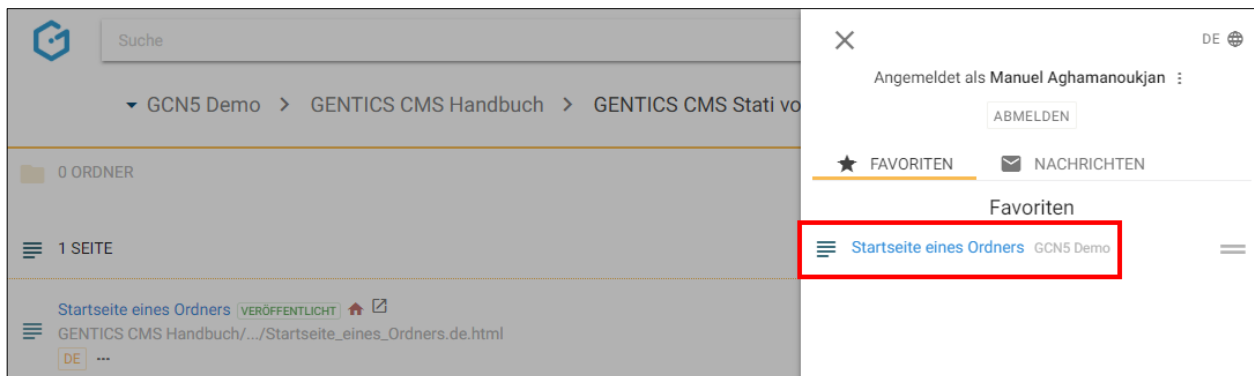 Suche
GCN5 Demo > GENTICS CMS Handbuch > GENTICS CMS Stati vo
0 ORDNER
1 SEITE
Startseite eines Ordners VERÖFFENTLICHT
GENTICS CMS Handbuch/.../Startseite_eines_Ordners.de.html
DE ...
DE
Angemeldet als Manuel Aghamanoukjan
ABMELDEN
FAVORITEN NACHRICHTEN
Favoriten
Startseite eines Ordners GCN5 Demo